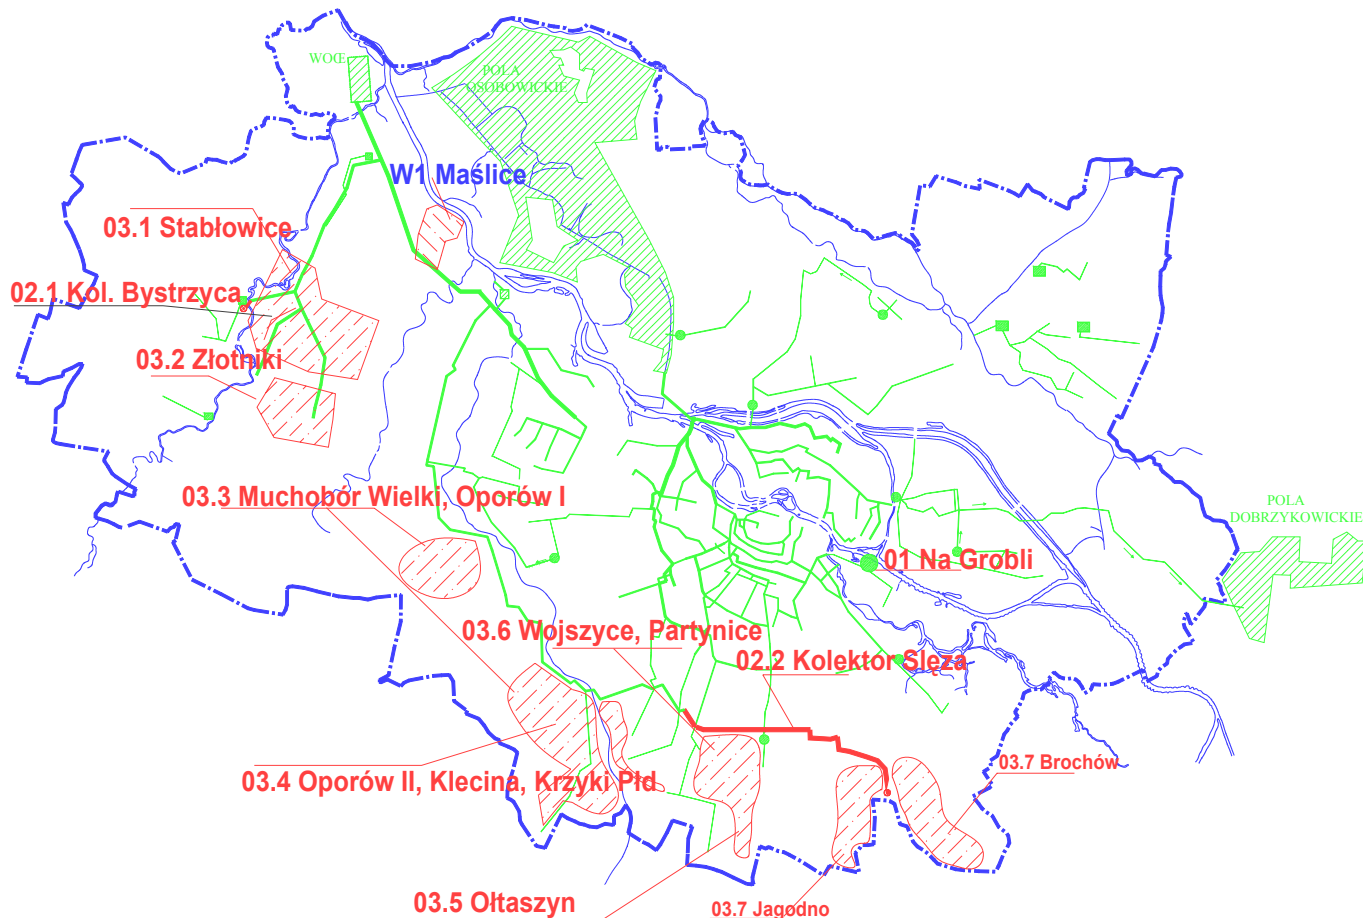 WOŒ
POLA
OSOBOWICKIE
W1 Maślice
03.1 Stabłowice
02.1 Kol. Bystrzyca
03.2 Złotniki
03.3 Muchobór Wielki, Oporów I
POLA
DOBRZYKOWICKIE
01 Na Grobli
03.6 Wojszyce, Partynice
02.2 Kolektor Ślęza
03.7 Brochów
03.4 Oporów II, Klecina, Krzyki Płd
03.5 Ołtaszyn
03.7 Jagodno